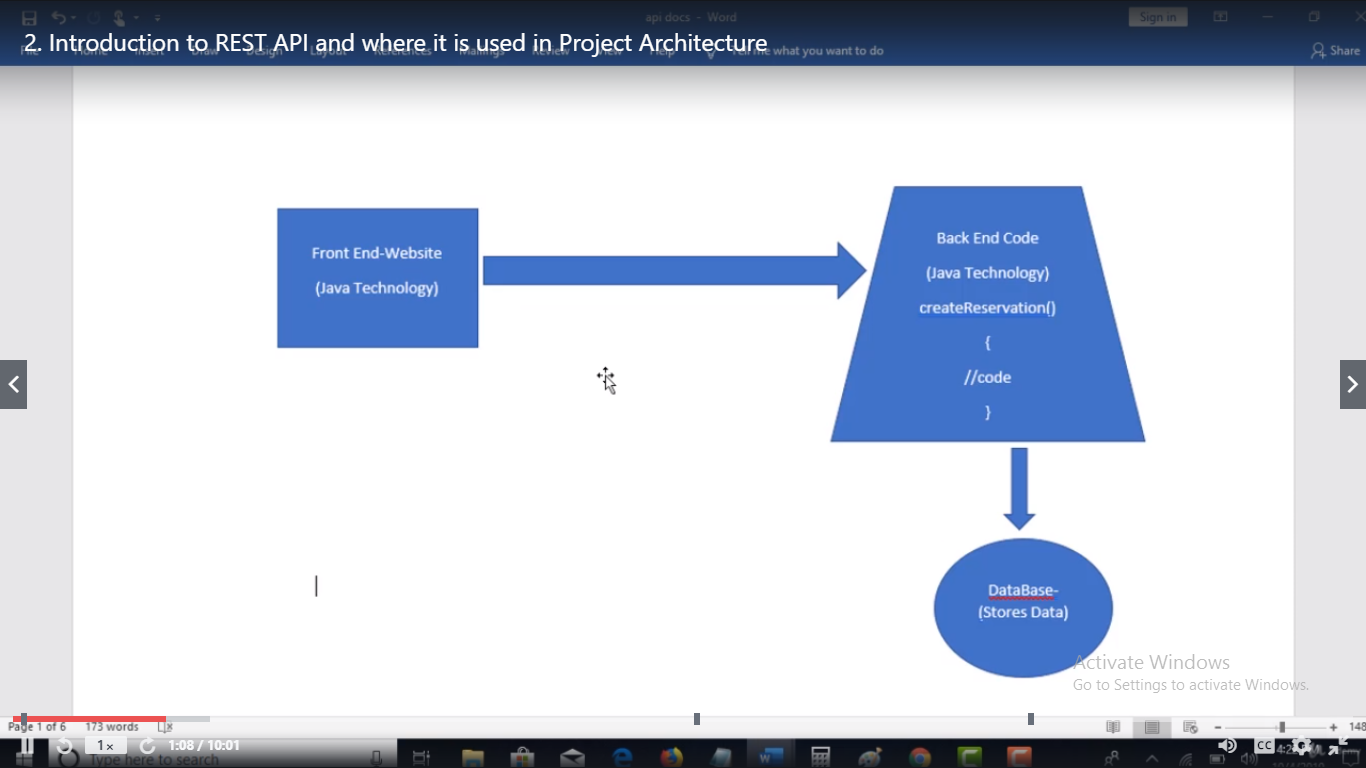 api docs - Word
Sign in
2. Introduction to REST API and where it is used in Project Architecture
what you want to do
Share
Front End-Website
(Java Technology)
Back End Code
(Java Technology)
createReservation()
{
//code
}
DataBase-
(Stores Data)
Activate Windows
Go to Settings to activate Windows.
Page 1 of 6
173 words
148
1x
1:08 / 10:01
CC
Type here to search